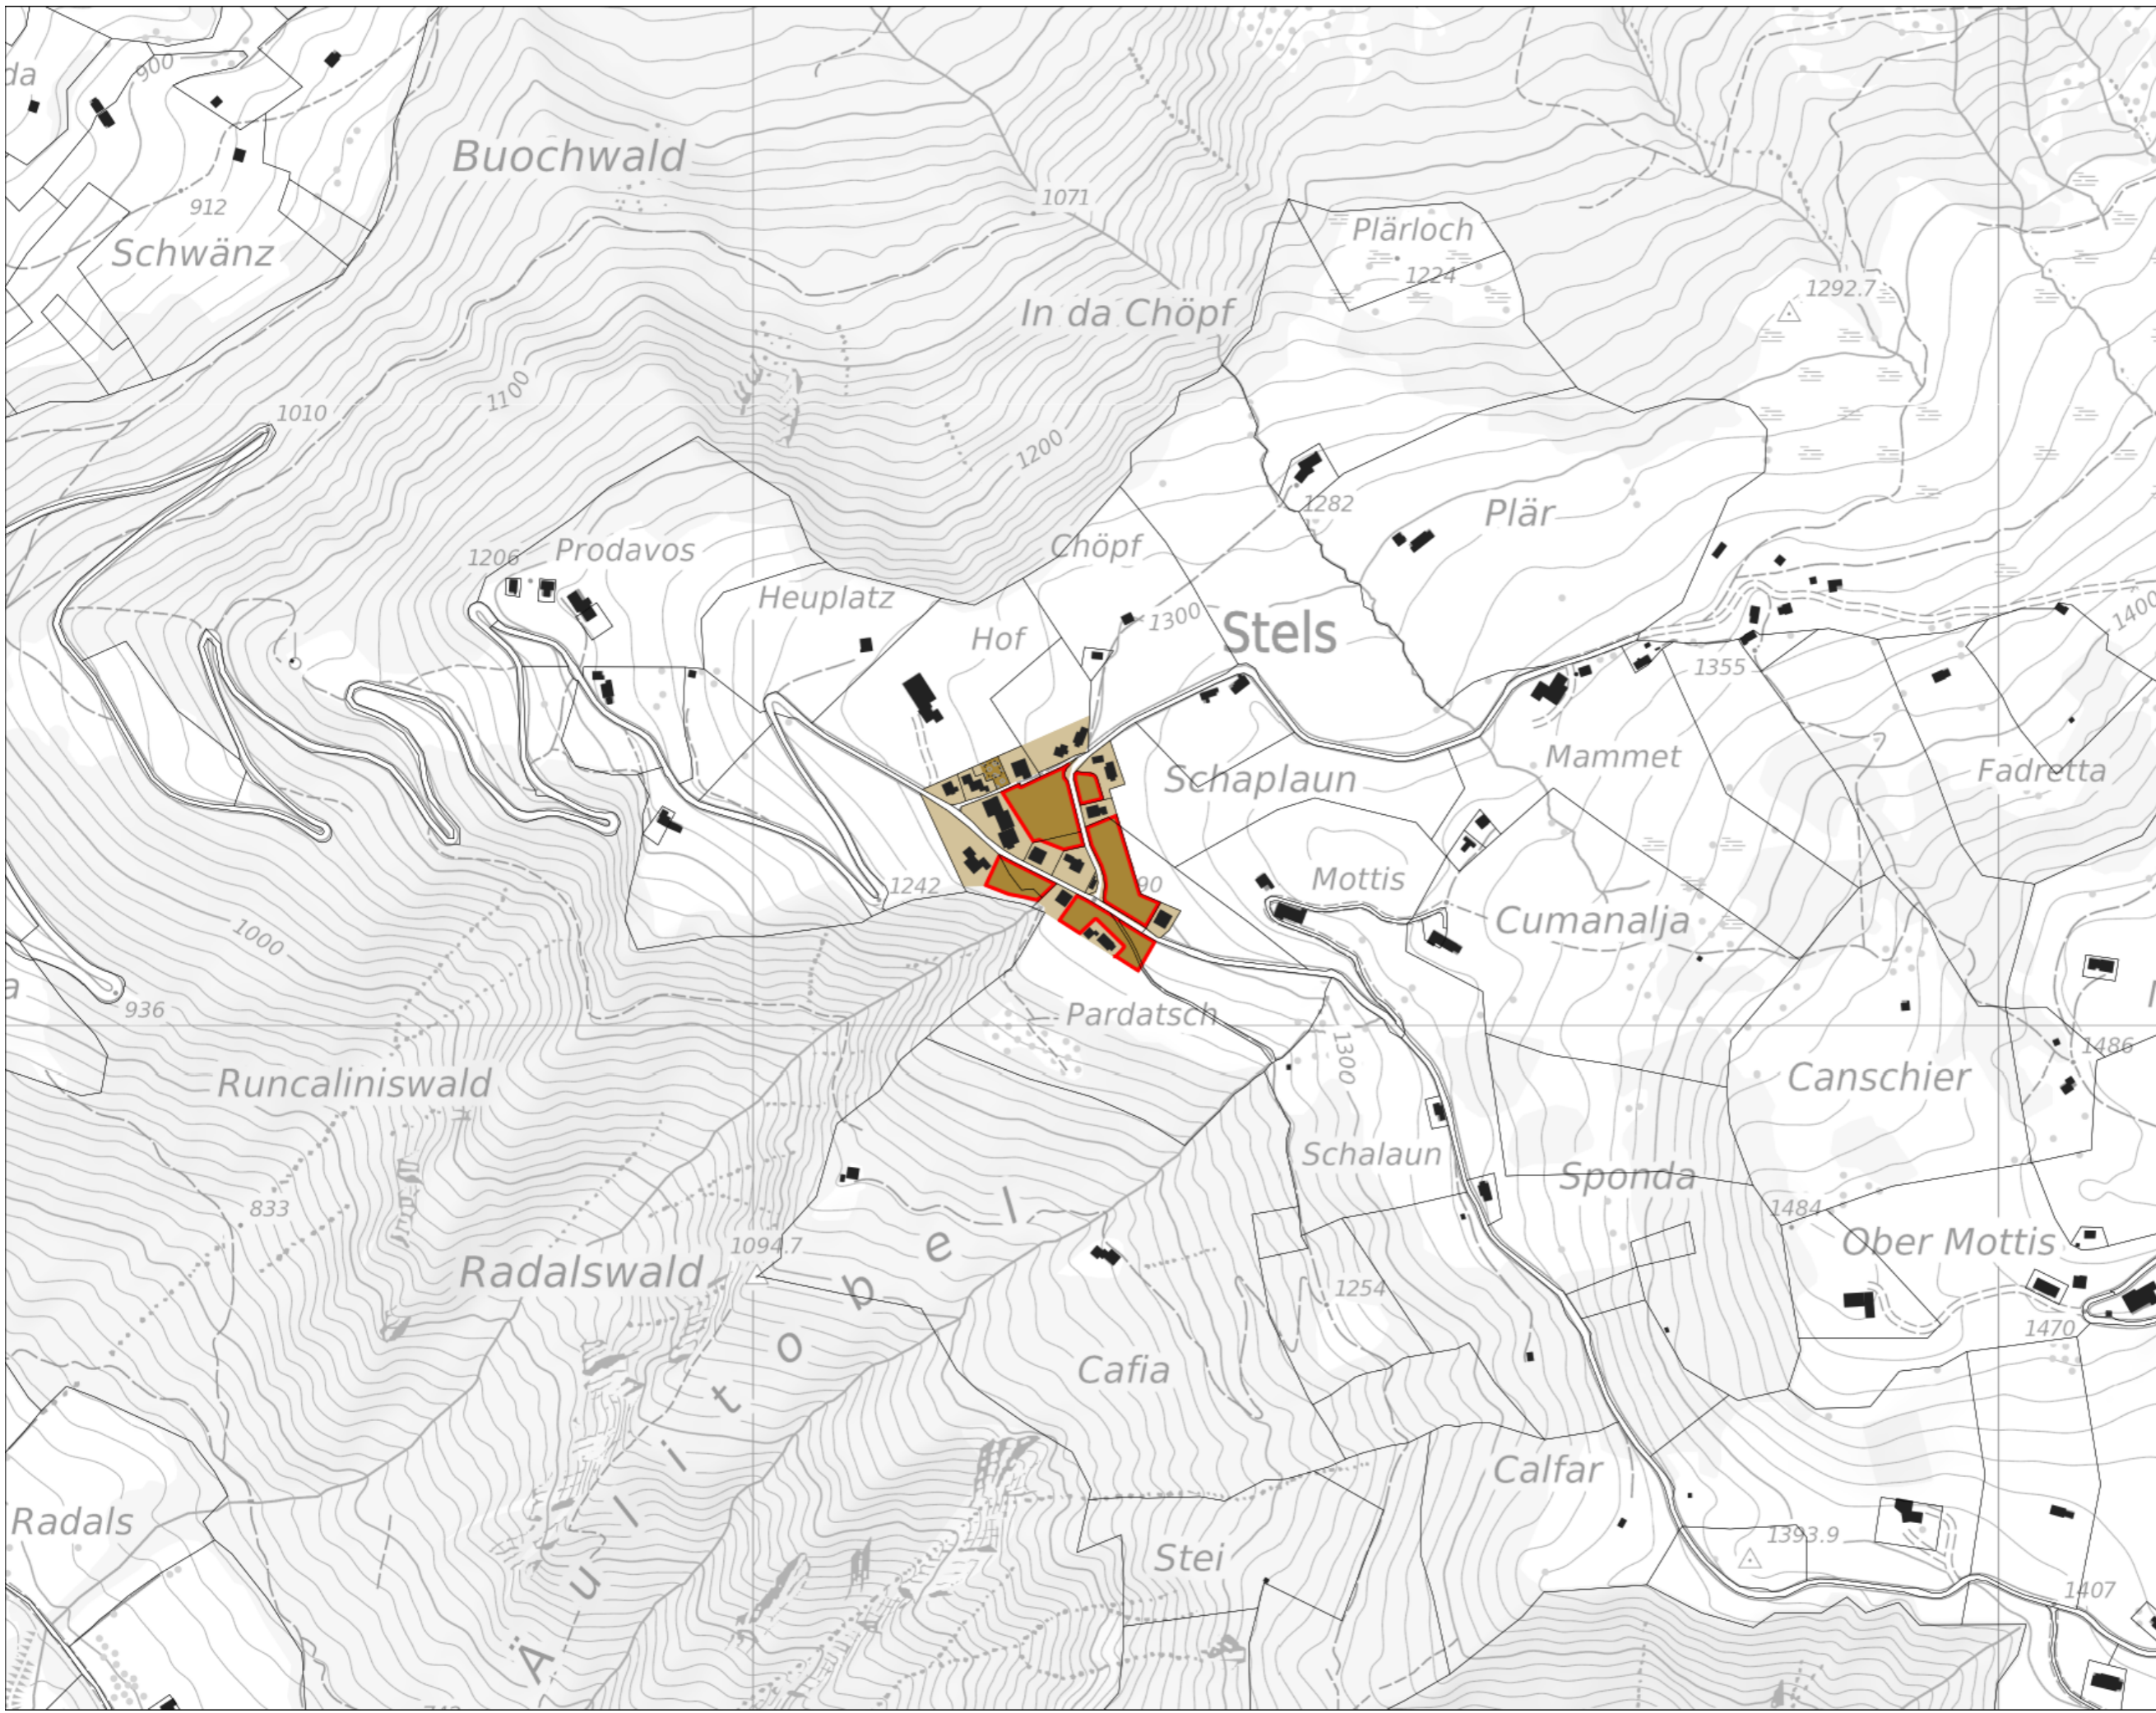 da
900
Buochwald
912
Schwänz
1071
Plärloch
1224
1292.7
In da Chöpf
1100
1010
1200
1282
Plär
1206
Prodavos
Chöpf
Heuplatz
Hof
1300
Stels
1400
1355
Mammet
Fadretta
Schaplaun
1242
90
Mottis
Cumanalja
1000
a
936
Pardatsch
1300
1486
Runcaliniswald
Canschier
Schalaun
Sponda
833
1484
Radalswald
1094.7
Ober Mottis
1254
1470
Äulitobel
Cafia
Calfar
Radals
1393.9
Stei
1407